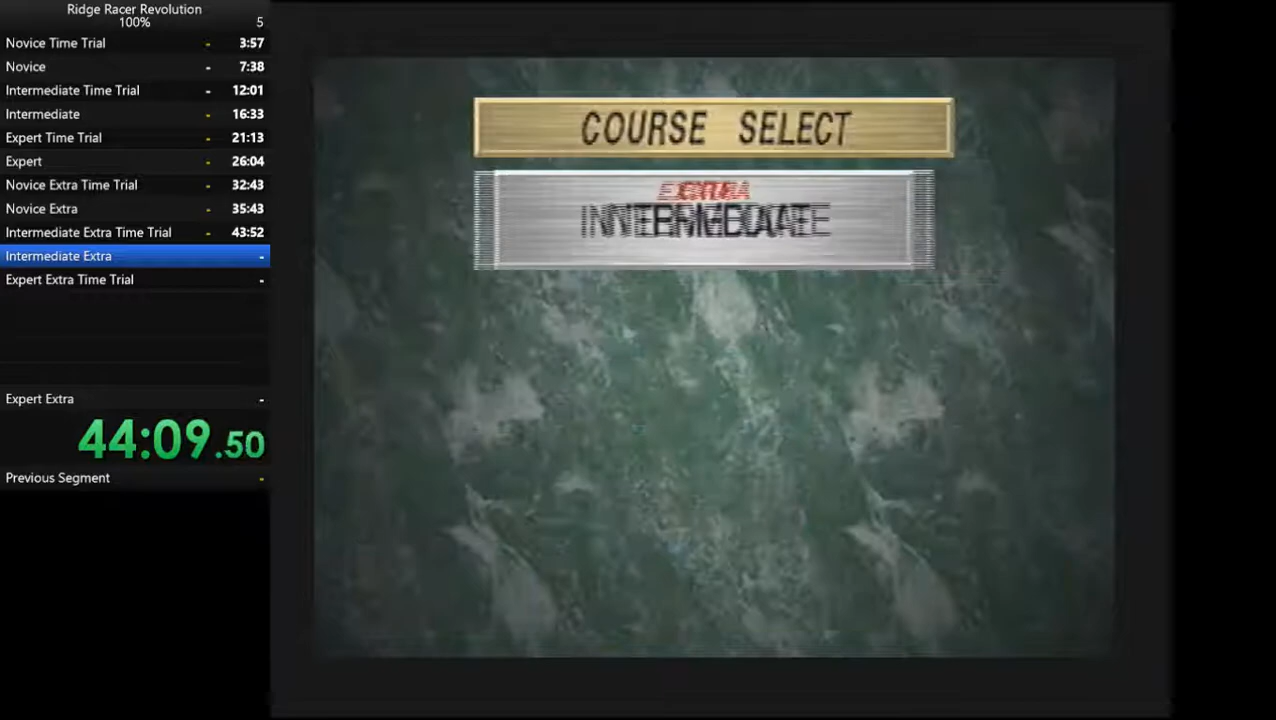 Ridge Racer Revolution
100% 5
Novice Time Trial - 3:57
Novice - 7:38
Intermediate Time Trial - 12:01
Intermediate - 16:33
Expert Time Trial - 21:13
Expert - 26:04
Novice Extra Time Trial - 32:43
Novice Extra - 35:43
Intermediate Extra Time Trial - 43:52
Intermediate Extra -
Expert Extra Time Trial -
Expert Extra -
44:09.50
Previous Segment -
COURSE SELECT
EXTRA
INTERMEDIATE